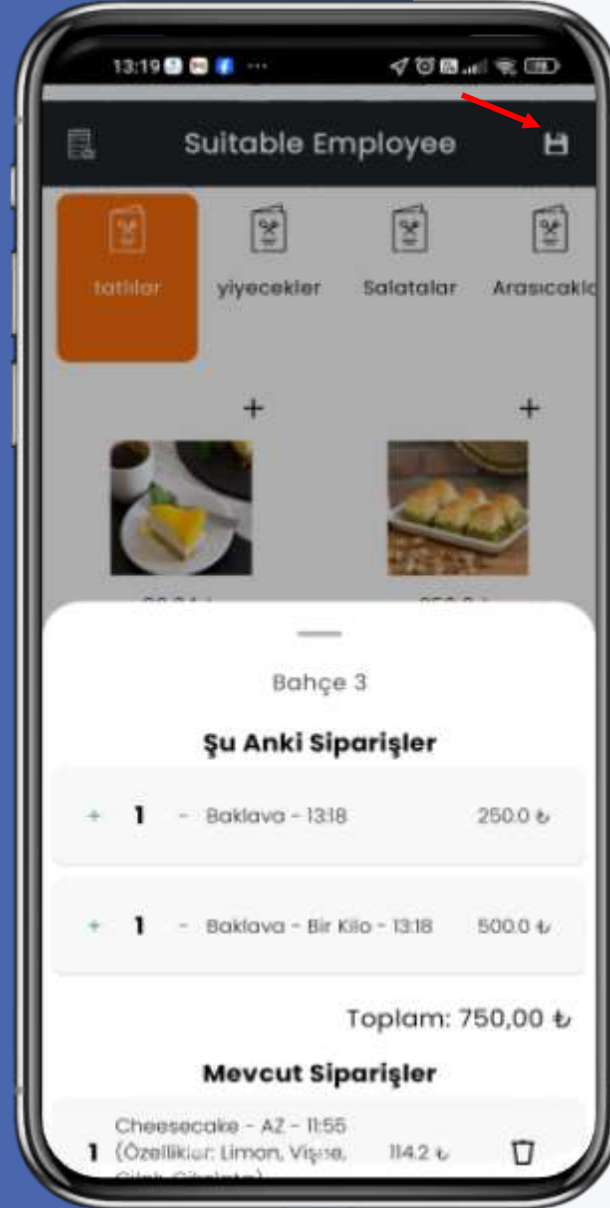 13:19
Suitable Employee
tatlılar
yiyecekler
Salatalar
Arasıcakla
Bahçe 3
Şu Anki Siparişler
+ 1 - Baklava - 13:18 250.0 ₺
+ 1 - Baklava - Bir Kilo - 13:18 500.0 ₺
Toplam: 750,00 ₺
Mevcut Siparişler
Cheesecake - AZ - 11:55
1 (Özellikler: Limon, Vişne, 114.2 ₺